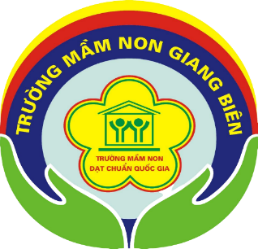 TRƯỜNG MẦM NON GIANG BIÊN
TRƯỜNG MẦM NON
ĐẠT CHUẨN QUỐC GIA